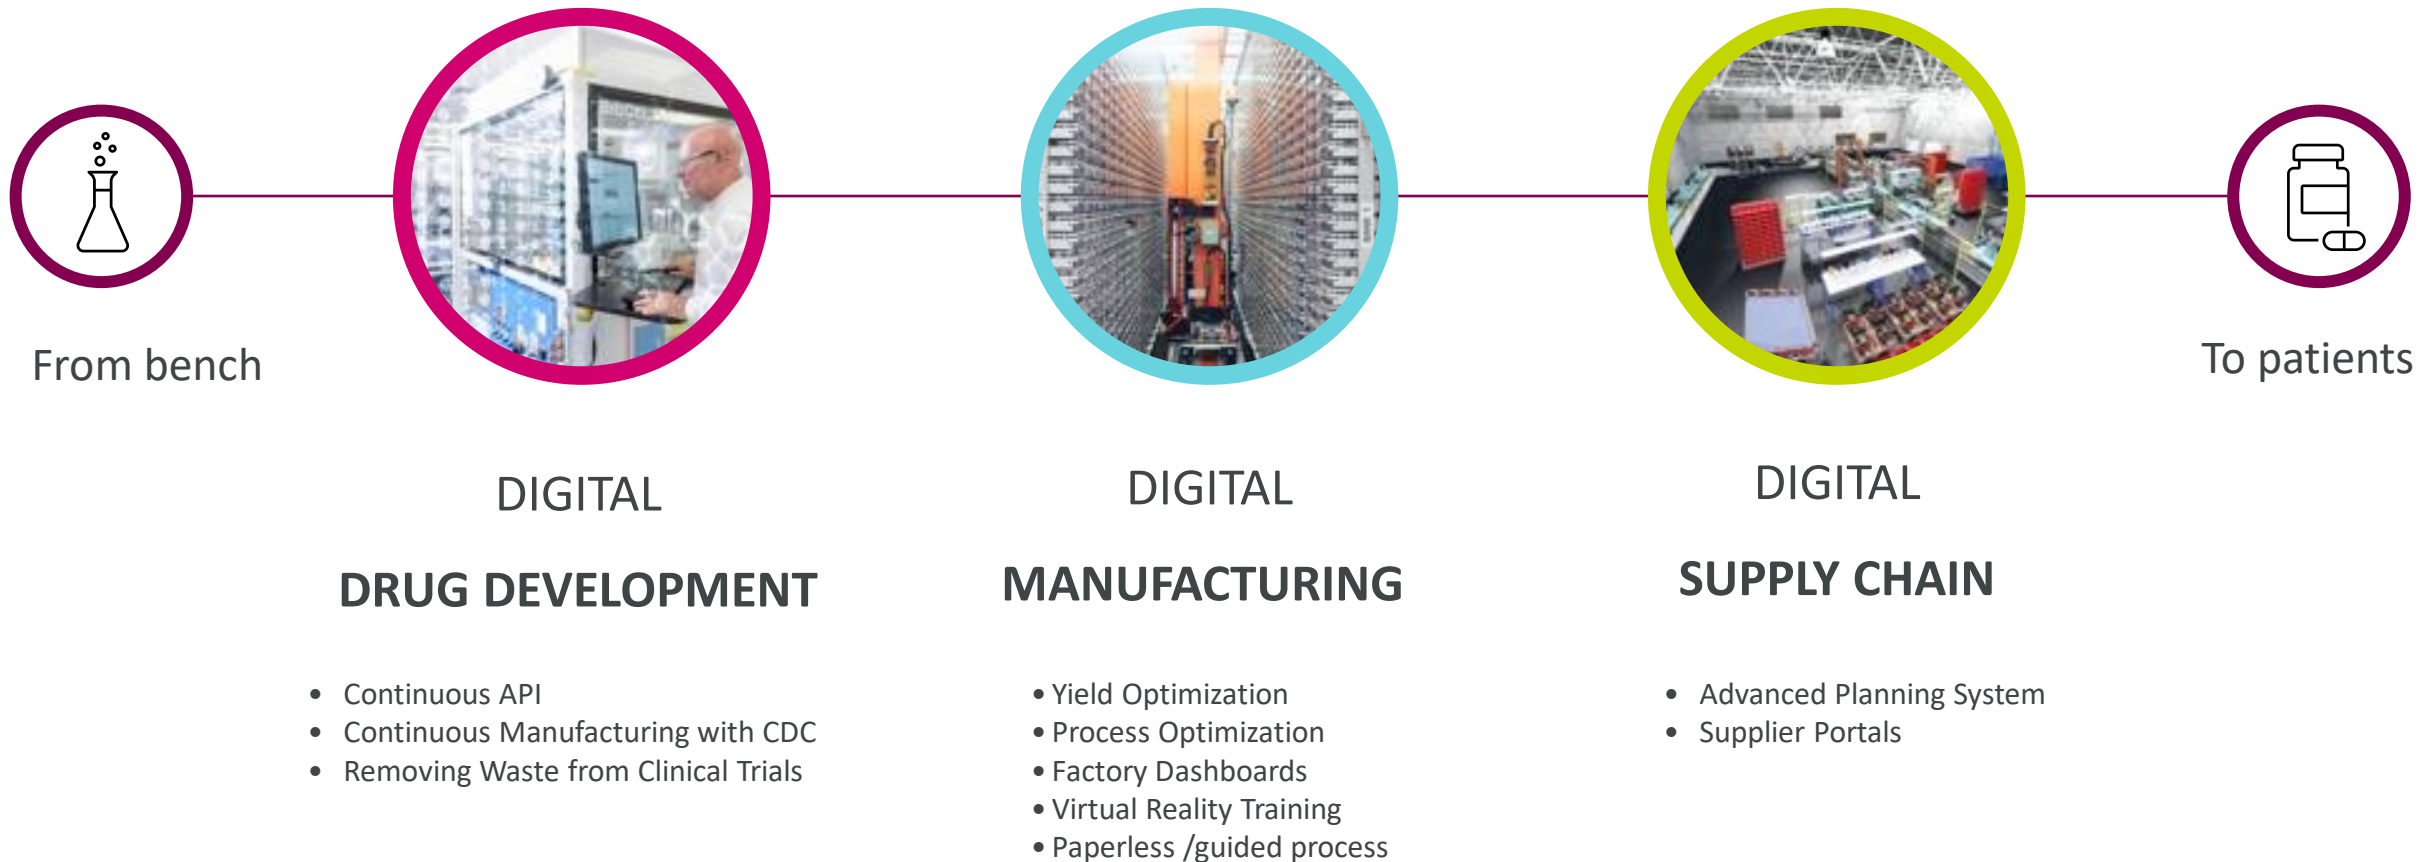 From bench
To patients
DIGITAL
DRUG DEVELOPMENT
• Continuous API
• Continuous Manufacturing with CDC
• Removing Waste from Clinical Trials
DIGITAL
MANUFACTURING
• Yield Optimization
• Process Optimization
• Factory Dashboards
• Virtual Reality Training
• Paperless /guided process
DIGITAL
SUPPLY CHAIN
• Advanced Planning System
• Supplier Portals